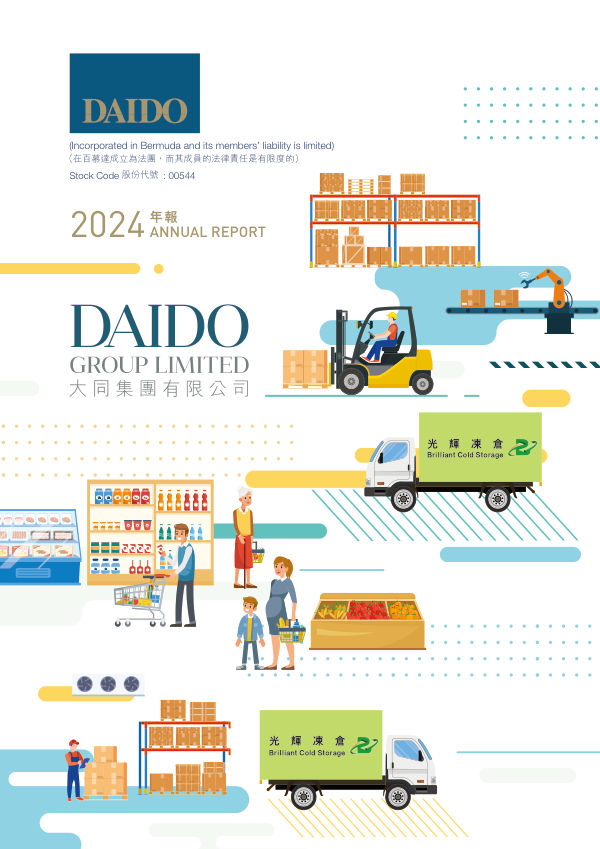 DAIDO
(Incorporated in Bermuda and its members' liability is limited)
(在百慕達成立為法團，而其成員的法律責任是有限度的)
Stock Code 股份代號 : 00544
2024 年報
ANNUAL REPORT
DAIDO
GROUP LIMITED
大同集團有限公司
光輝凍倉
Brilliant Cold Storage
光輝凍倉
Brilliant Cold Storage